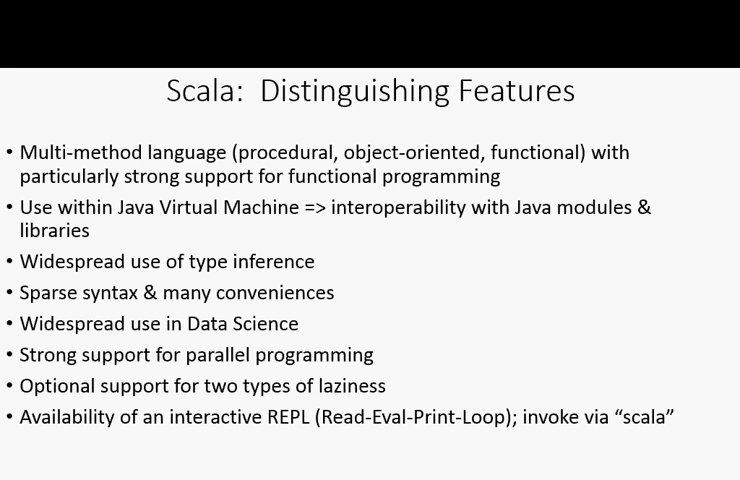 Scala:  Distinguishing Features
• Multi-method language (procedural, object-oriented, functional) with
particularly strong support for functional programming
• Use within Java Virtual Machine => interoperability with Java modules &
libraries
• Widespread use of type inference
• Sparse syntax & many conveniences
• Widespread use in Data Science
• Strong support for parallel programming
• Optional support for two types of laziness
• Availability of an interactive REPL (Read-Eval-Print-Loop); invoke via “scala”